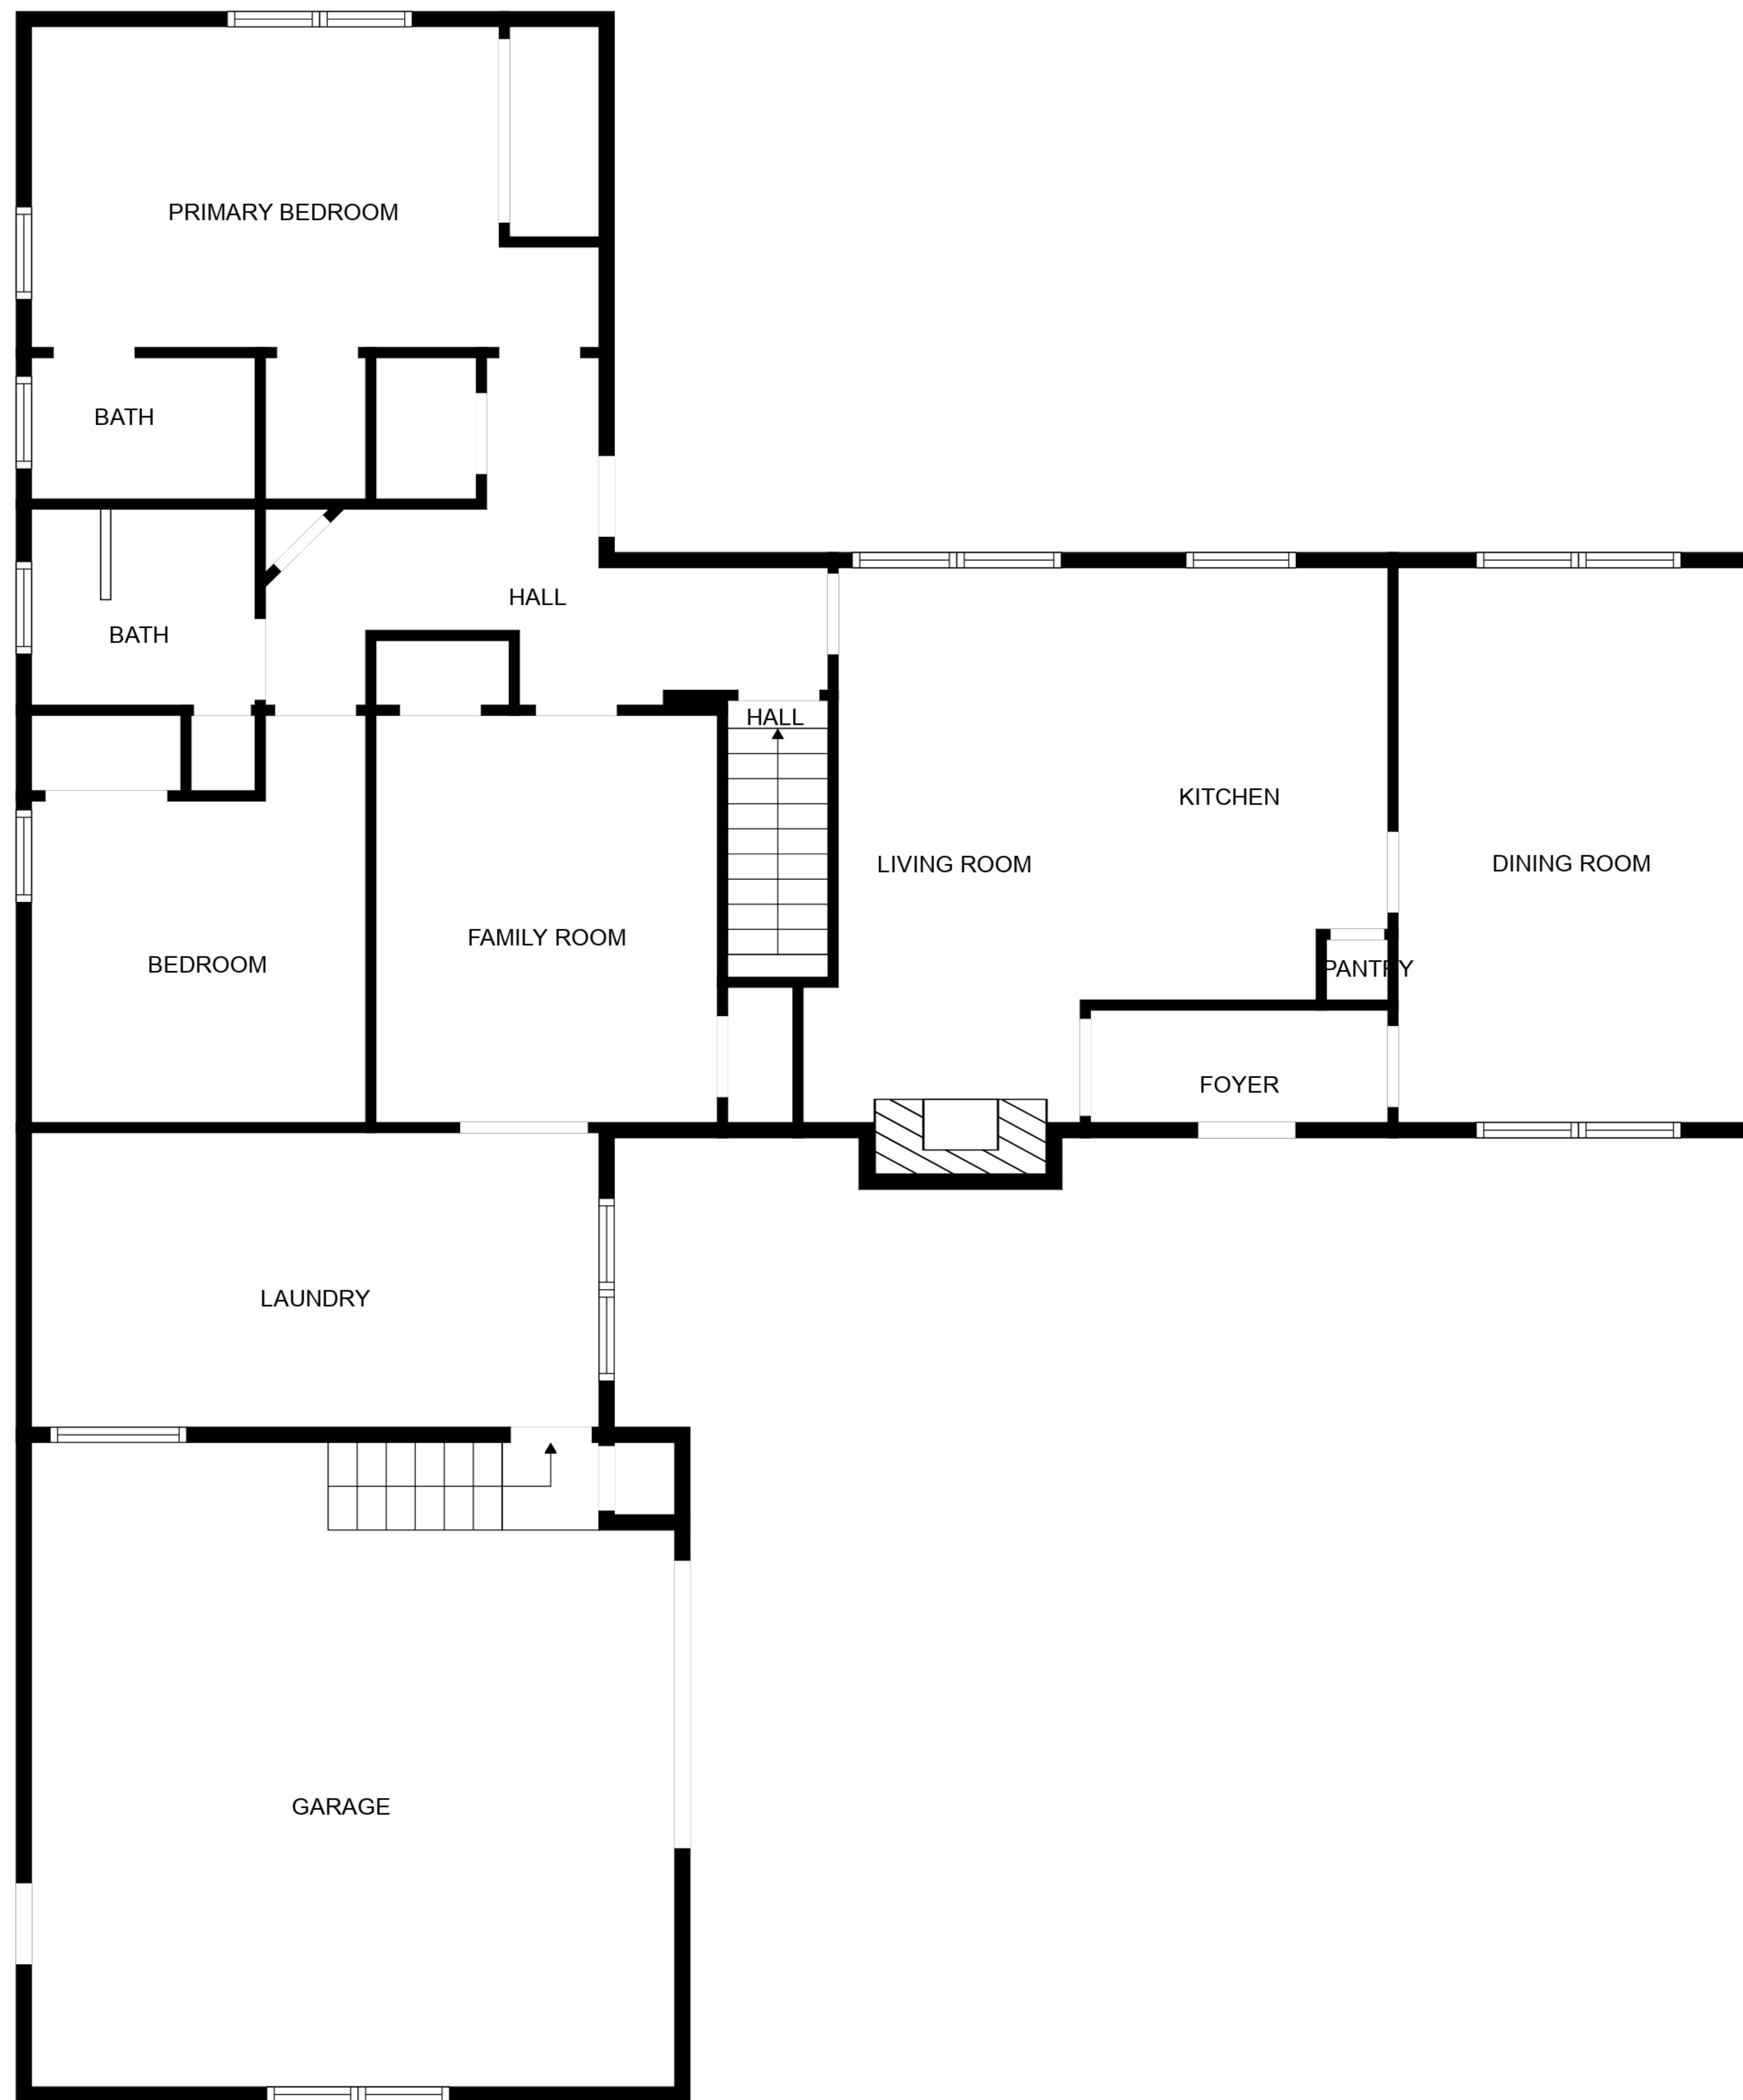 PRIMARY BEDROOM
BATH
HALL
BATH
HALL
KITCHEN
LIVING ROOM
DINING ROOM
FAMILY ROOM
BEDROOM
PANTRY
FOYER
LAUNDRY
GARAGE